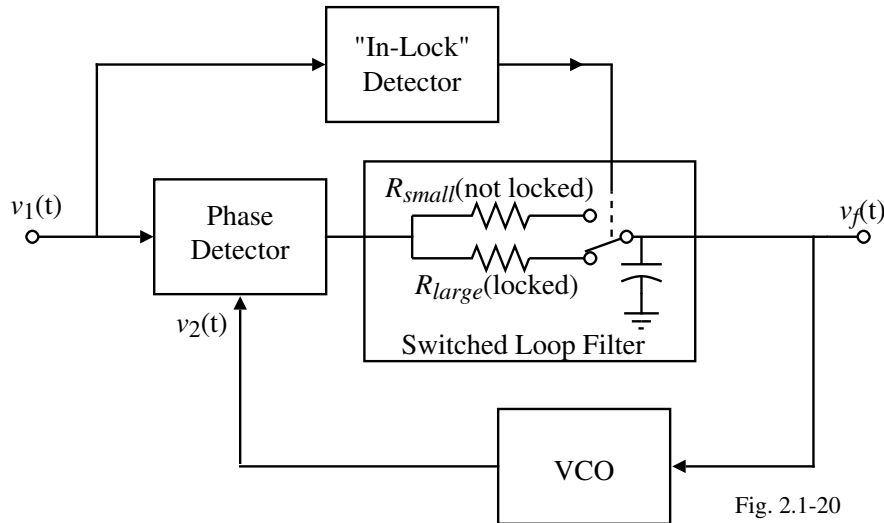 "In-Lock"
Detector
v1(t)
Phase
Detector
Rsmall(not locked)
Rlarge(locked)
vf(t)
v2(t)
Switched Loop Filter
VCO
Fig. 2.1-20